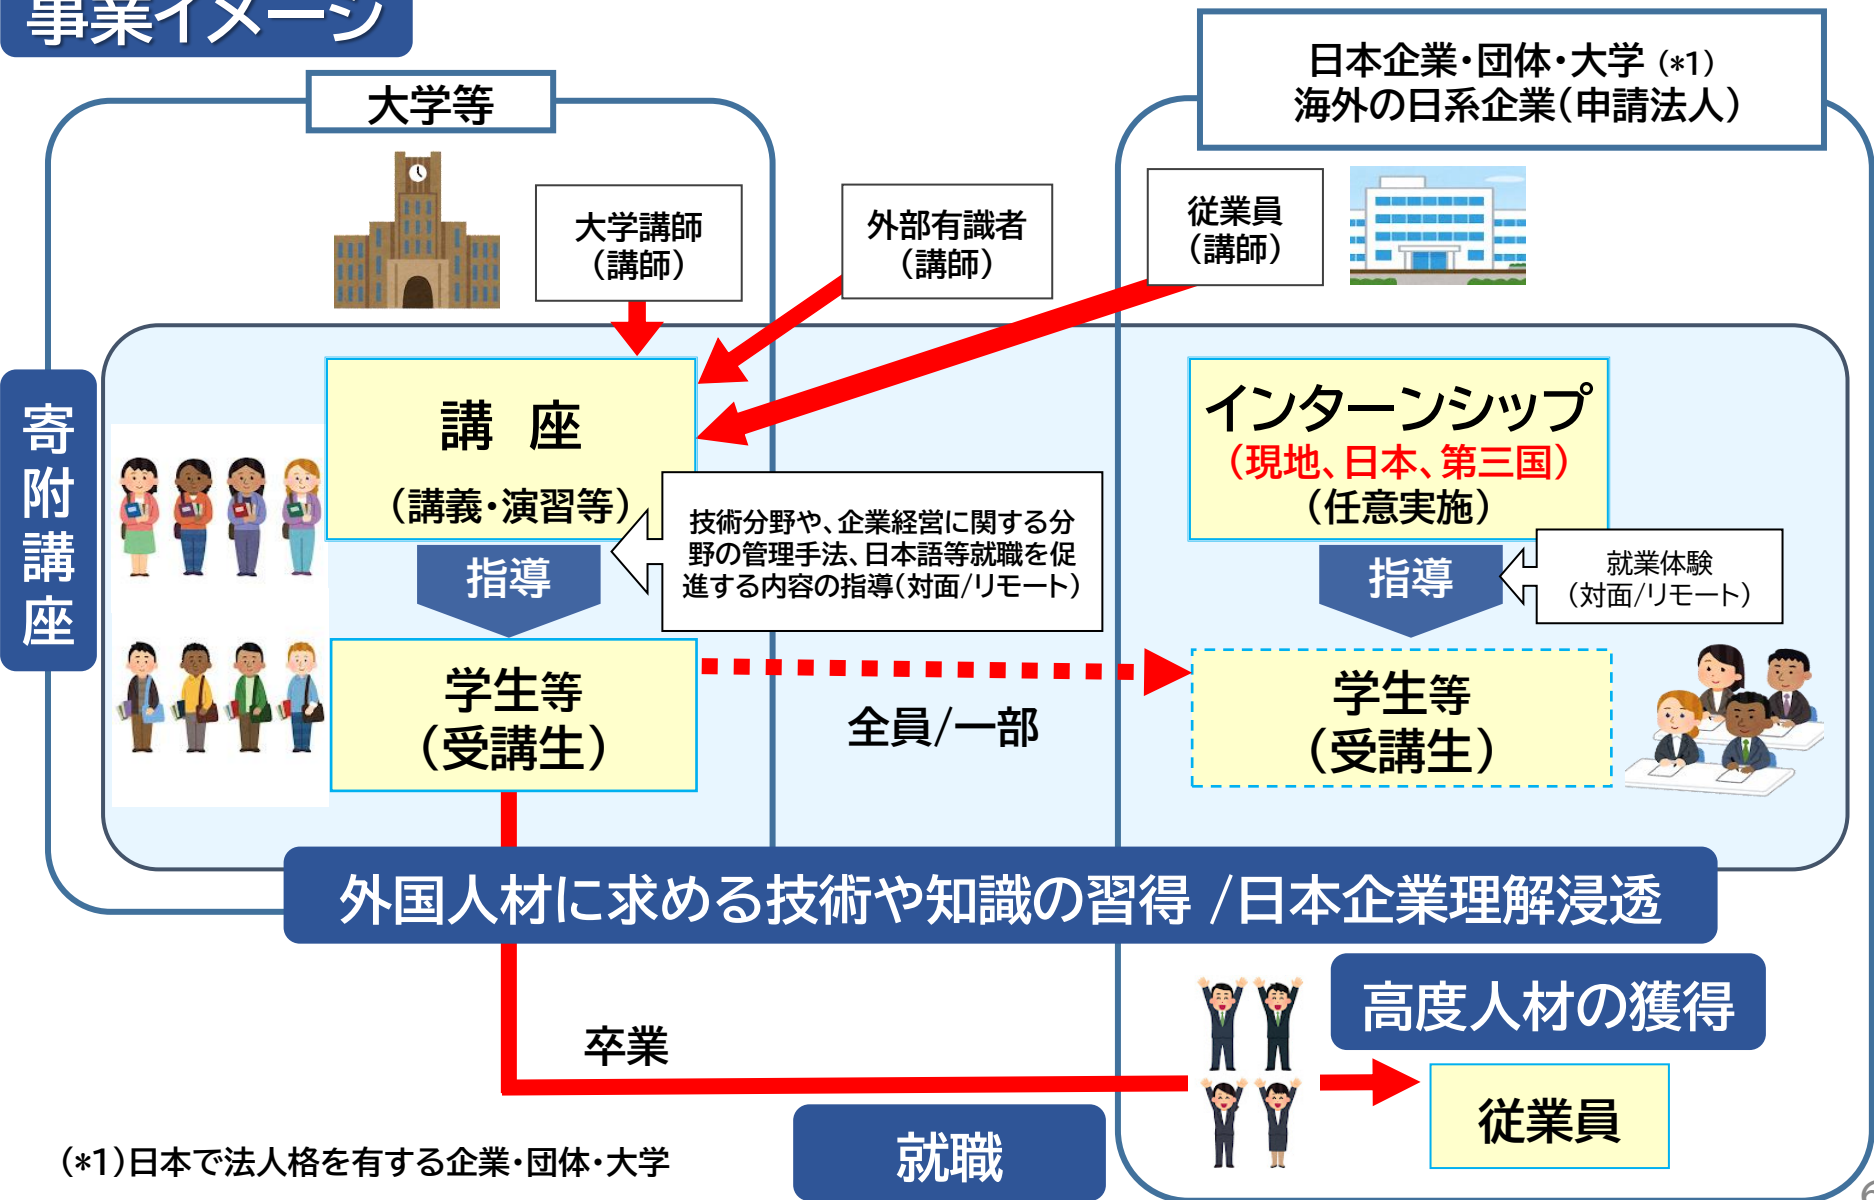 事業イメージ
大学等
日本企業・団体・大学（*1）
海外の日系企業（申請法人）
大学講師
（講師）
外部有識者
（講師）
従業員
（講師）
寄附講座
講 座
（講義・演習等）
技術分野や、企業経営に関する分
野の管理手法、日本語等就職を促
進する内容の指導（対面/リモート）
指導
学生等
（受講生）
全員/一部
インターンシップ
（現地、日本、第三国）
（任意実施）
指導
就業体験
（対面/リモート）
学生等
（受講生）
外国人材に求める技術や知識の習得 /日本企業理解浸透
卒業
高度人材の獲得
従業員
就職
（*1）日本で法人格を有する企業・団体・大学